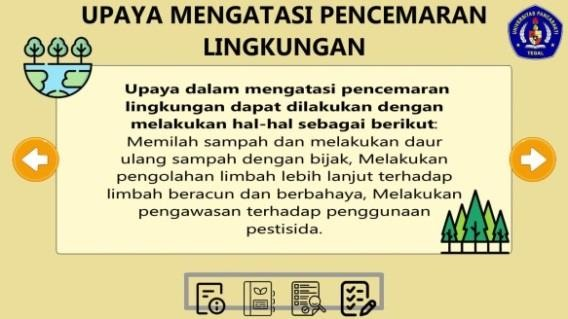 UPAYA MENGATASI PENCEMARAN
LINGKUNGAN
UNIVERSITAS PANCASAKTI
TEGAL
Upaya dalam mengatasi pencemaran
lingkungan dapat dilakukan dengan
melakukan hal-hal sebagai berikut:
Memilah sampah dan melakukan daur
ulang sampah dengan bijak, Melakukan
pengolahan limbah lebih lanjut terhadap
limbah beracun dan berbahaya, Melakukan
pengawasan terhadap penggunaan
pestisida.